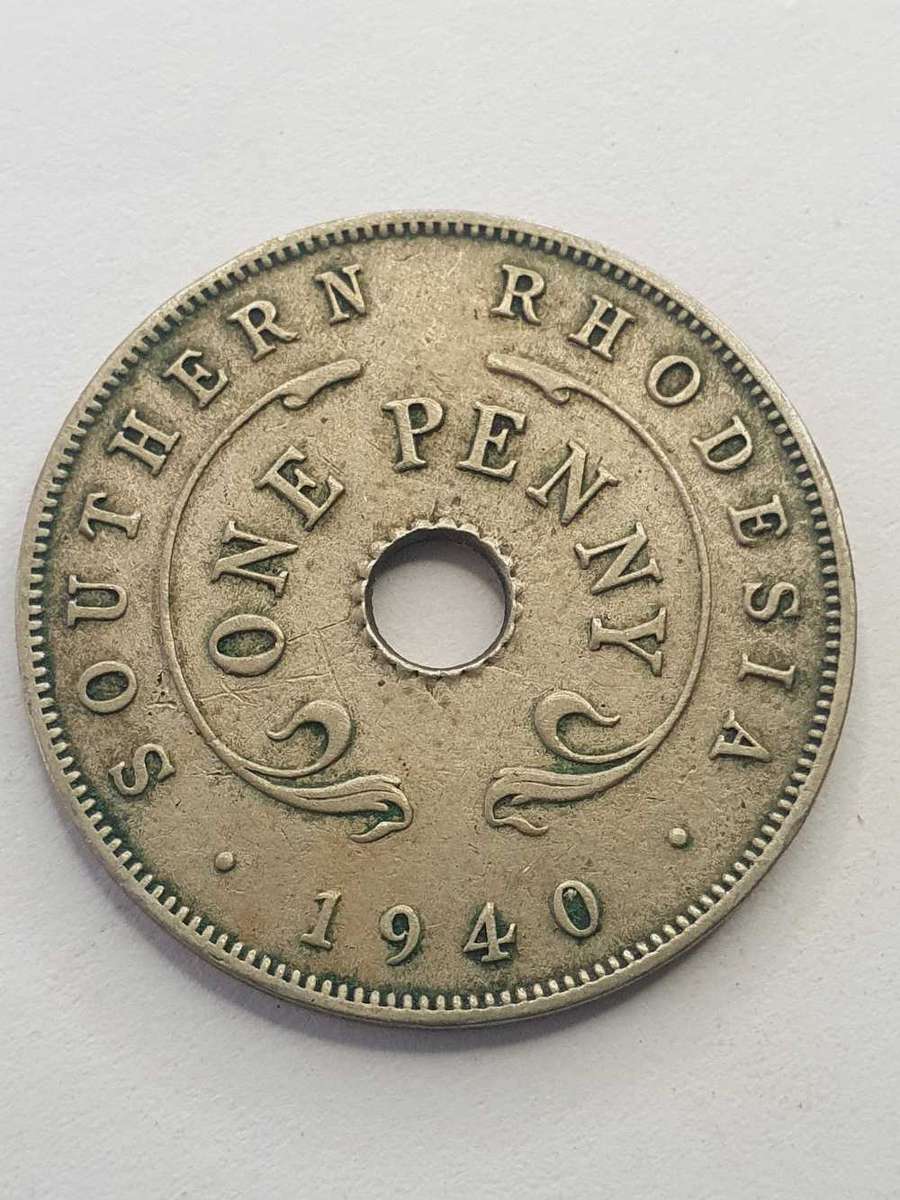 SOUTHERN RHODESIA
ONE PENNY
· 1940 ·